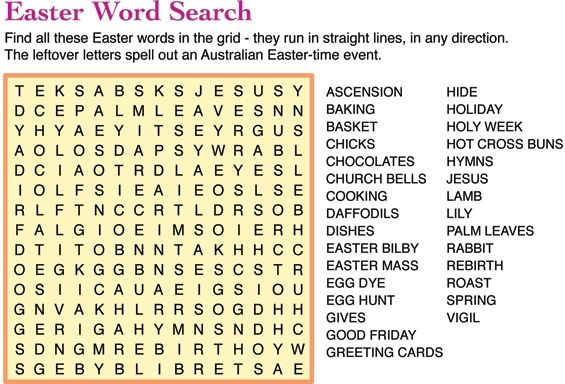 Easter Word Search
Find all these Easter words in the grid - they run in straight lines, in any direction.
The leftover letters spell out an Australian Easter-time event.
T E K S A B S K S J E S U S Y
D C E P A L M L E A V E S N N
Y H Y A E Y I T S E Y R G U S
A O L O S D A P S Y W R A B L
D C I A O T R D L A E Y E S L
I O L F S I E A I E O S L S E
R L F T N C C R T L D R S O B
F A L G I O E I M S O I E R H
D T I T O B N N T A K H H C C
O E G K G G B N S E S C S T R
O S I I C A U A E I G S I O U
G N V A K H L R R S O G D H H
G E R I G A H Y M N S N D H C
S D N G M R E B I R T H O Y W
S G E B Y B L I B R E T S A E
ASCENSION
BAKING
BASKET
CHICKS
CHOCOLATES
CHURCH BELLS
COOKING
DAFFODILS
DISHES
EASTER BILBY
EASTER MASS
EGG DYE
EGG HUNT
GIVES
GOOD FRIDAY
GREETING CARDS
HIDE
HOLIDAY
HOLY WEEK
HOT CROSS BUNS
HYMNS
JESUS
LAMB
LILY
PALM LEAVES
RABBIT
REBIRTH
ROAST
SPRING
VIGIL